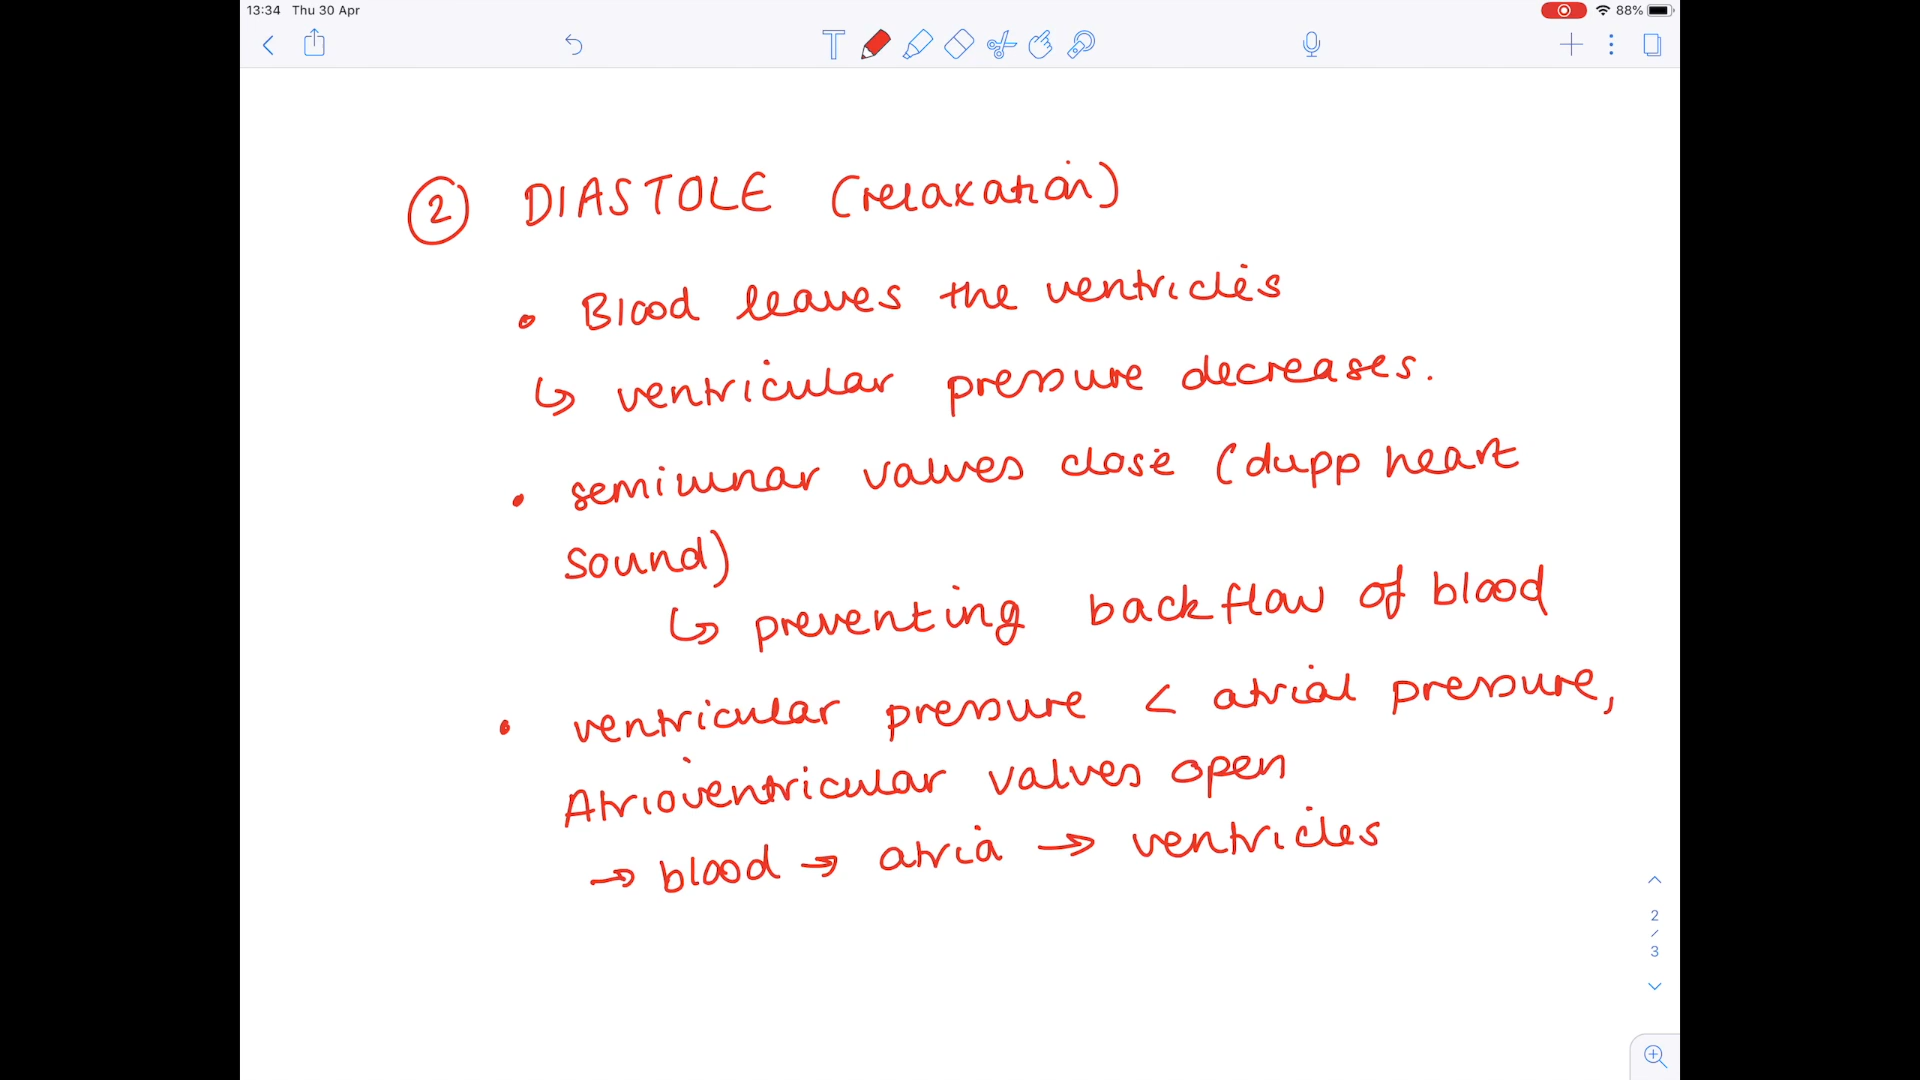 13:34 Thu 30 Apr
88%
T
② DIASTOLE (relaxation)
• Blood leaves the ventricles
↳ ventricular pressure decreases.
• semilunar valves close (dupp heart
sound)
↳ preventing backflow of blood
• ventricular pressure < atrial pressure,
Atrioventricular valves open
→ blood → atria → ventricles
2
/
3